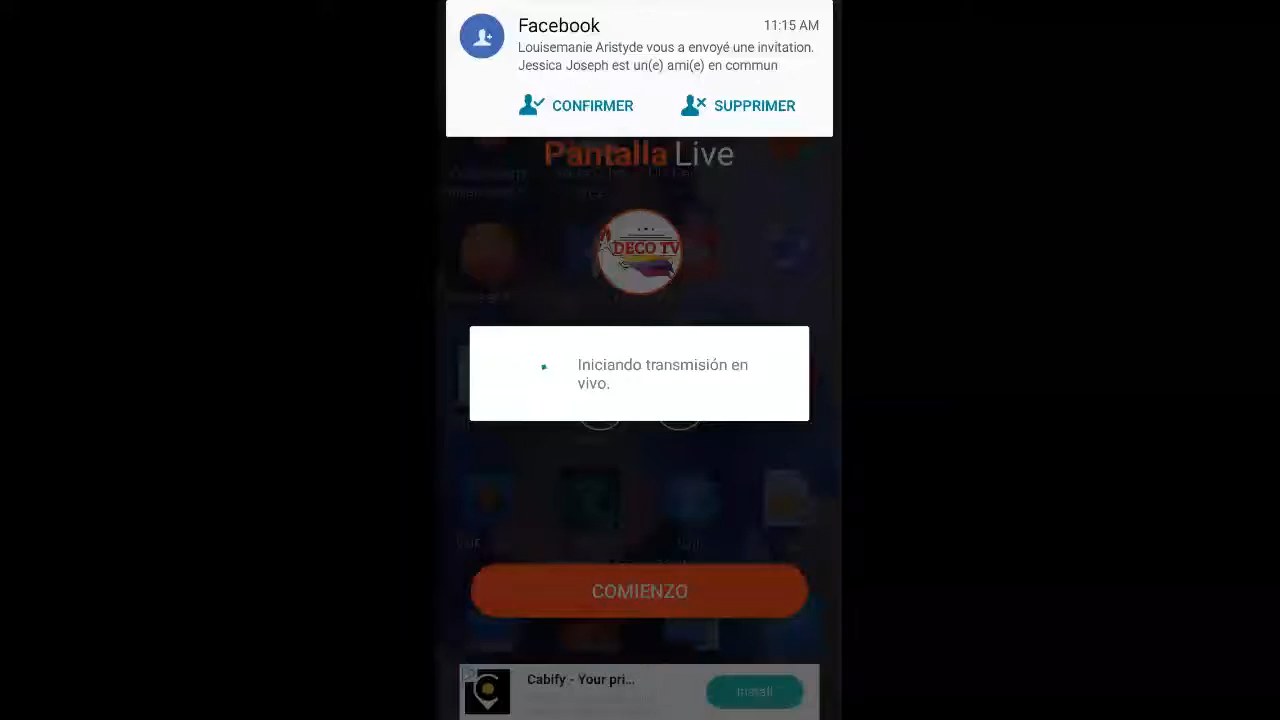 Facebook
11:15 AM
Louisemanie Aristyde vous a envoyé une invitation.
Jessica Joseph est un(e) ami(e) en commun
CONFIRMER
SUPPRIMER
Pantalla Live
DECO TV
Iniciando transmisión en
vivo.
COMIENZO
Cabify - Your pri...
Install